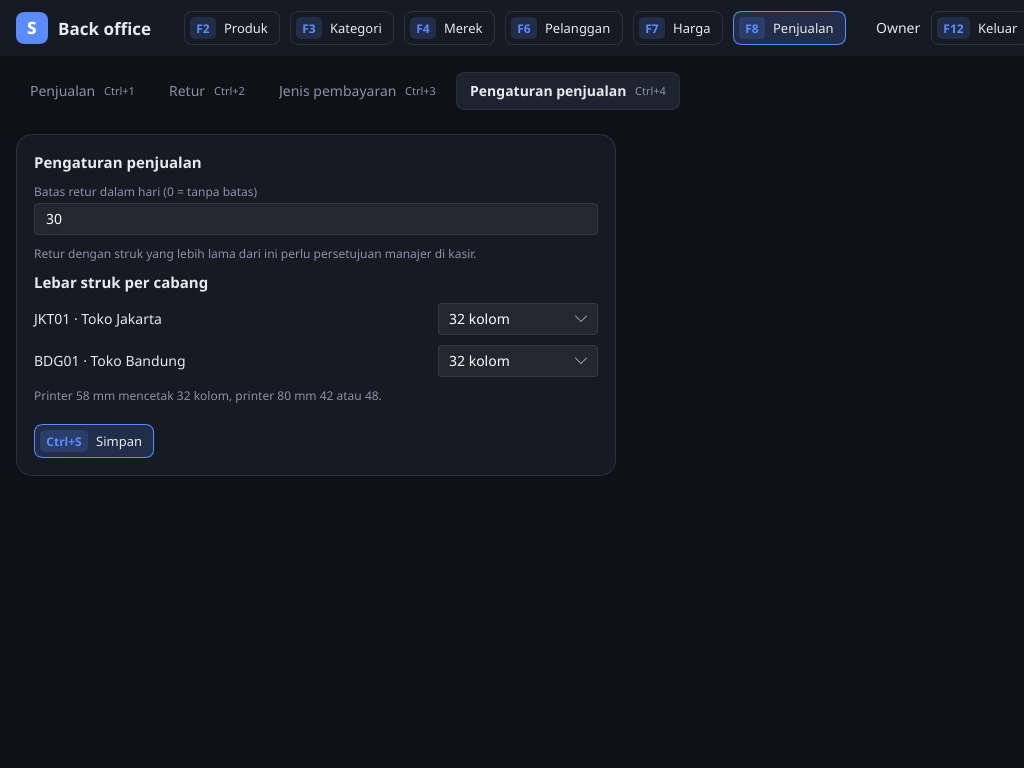 S Back office F2 Produk F3 Kategori F4 Merek F6 Pelanggan F7 Harga F8 Penjualan Owner F12 Keluar
Penjualan Ctrl+1 Retur Ctrl+2 Jenis pembayaran Ctrl+3 Pengaturan penjualan Ctrl+4
Pengaturan penjualan
Batas retur dalam hari (0 = tanpa batas)
30
Retur dengan struk yang lebih lama dari ini perlu persetujuan manajer di kasir.
Lebar struk per cabang
JKT01 · Toko Jakarta 32 kolom
BDG01 · Toko Bandung 32 kolom
Printer 58 mm mencetak 32 kolom, printer 80 mm 42 atau 48.
Ctrl+S Simpan